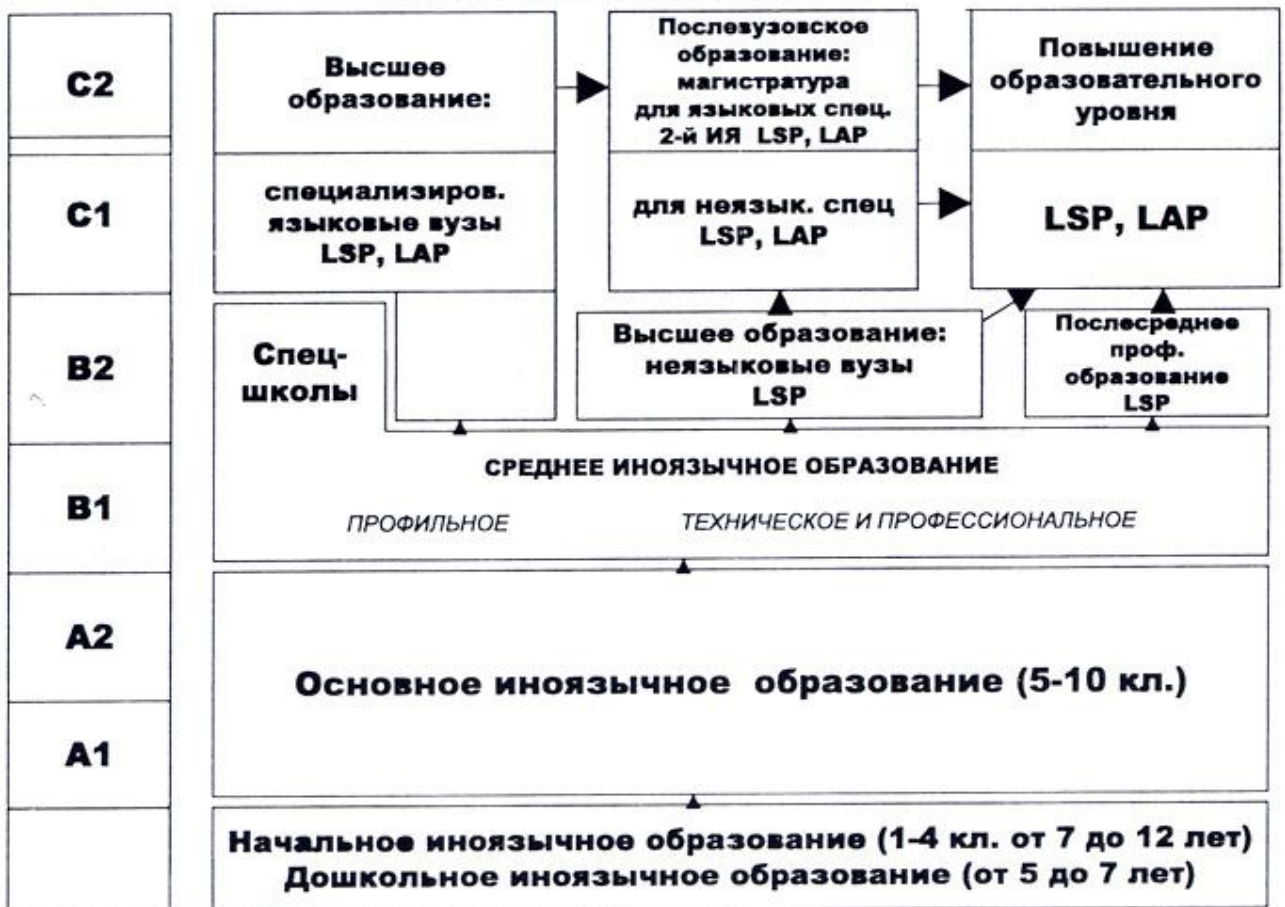 C2
Высшее
образование:
Послевузовское
образование:
магистратура
для языковых спец.
2-й ИЯ LSP, LAP
Повышение
образовательного
уровня
C1
специализиров.
языковые вузы
LSP, LAP
для неязык. спец
LSP, LAP
LSP, LAP
B2
Спец-
школы
Высшее образование:
неязыковые вузы
LSP
Послесреднее
проф.
образование
LSP
B1
СРЕДНЕЕ ИНОЯЗЫЧНОЕ ОБРАЗОВАНИЕ
ПРОФИЛЬНОЕ
ТЕХНИЧЕСКОЕ И ПРОФЕССИОНАЛЬНОЕ
A2
Основное иноязычное образование (5-10 кл.)
A1
Начальное иноязычное образование (1-4 кл. от 7 до 12 лет)
Дошкольное иноязычное образование (от 5 до 7 лет)